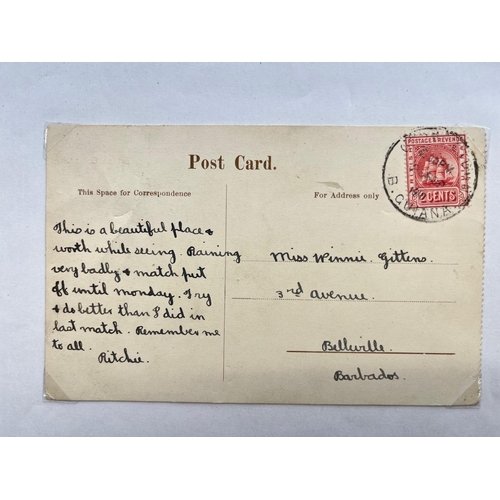 Post Card.
This Space for Correspondence
For Address only
POSTAGE & REVENUE
2 CENTS
B. GUIANA
This is a beautiful place &
worth while seeing. Raining
very badly & match put
off until monday. Try
& do better than I did in
last match. Remember me
to all.
Ritchie.
Miss Winnie. Gittens.
3rd avenue.
Belleville.
Barbados.